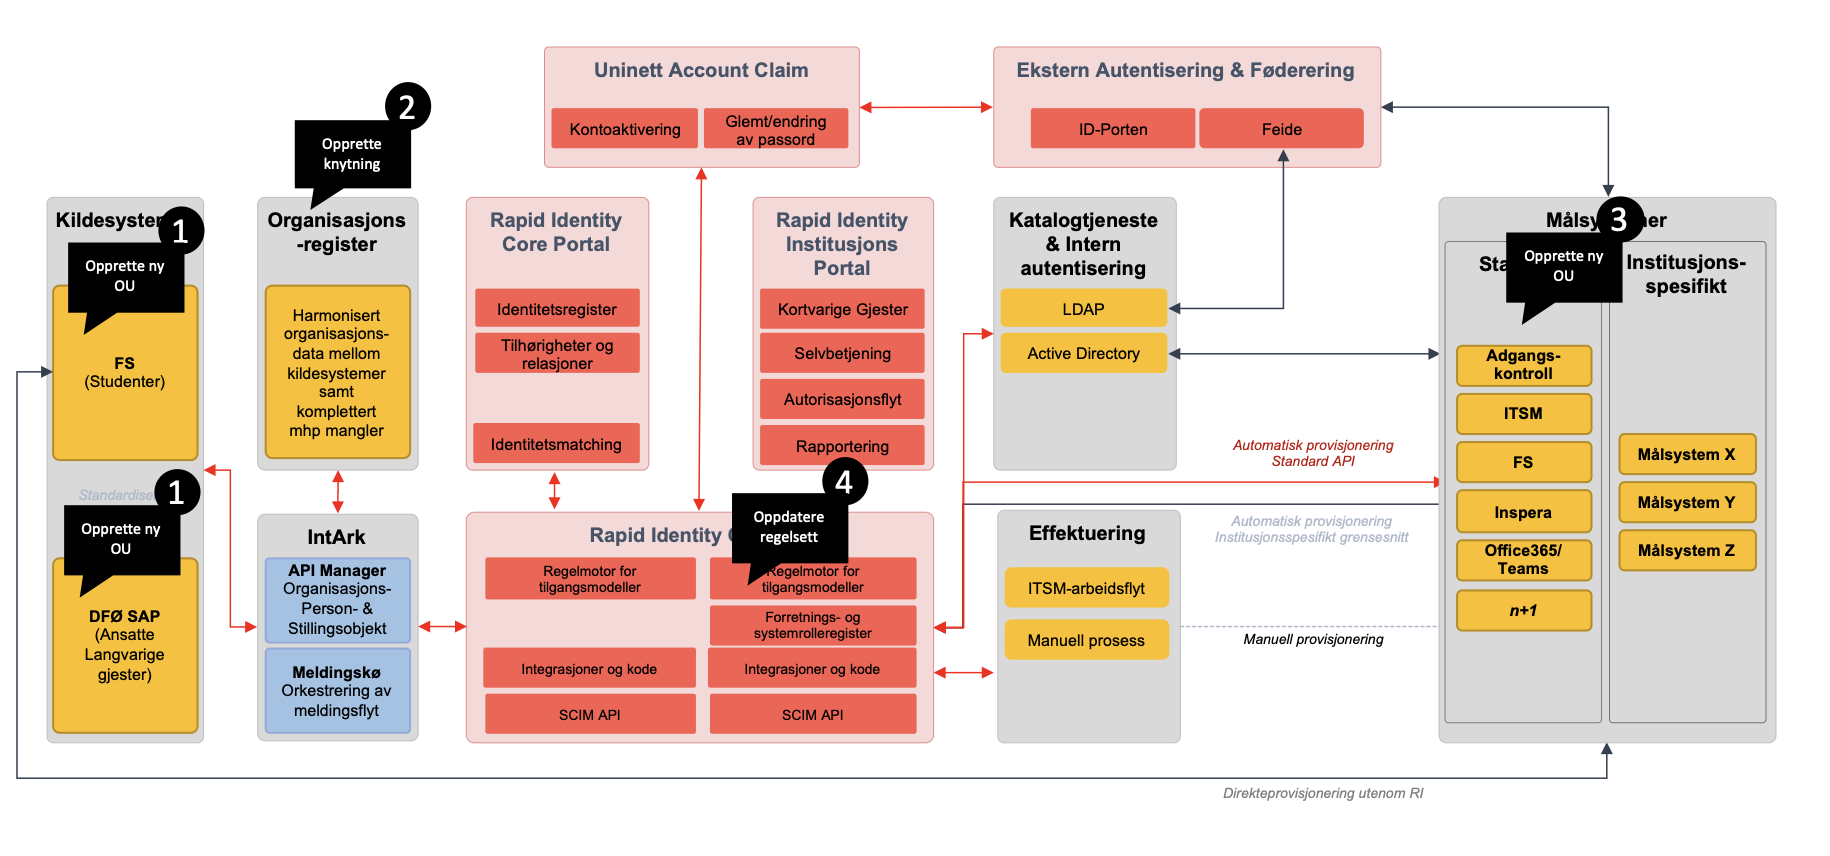 Uninett Account Claim
Kontoaktivering
Glemt/endring
av passord
Ekstern Autentisering & Føderering
ID-Porten
Feide
2
Opprette
knytning
Kildesystem
1
Opprette ny
OU
FS
(Studenter)
1
Opprette ny
OU
DFØ SAP
(Ansatte
Langvarige
gjester)
Organisasjons
-register
Harmonisert
organisasjons-
data mellom
kildesystemer
samt
komplettert
mhp mangler
IntArk
API Manager
Organisasjons-
Person- &
Stillingsobjekt
Meldingskø
Orkestrering av
meldingsflyt
Rapid Identity
Core Portal
Identitetsregister
Tilhørigheter og
relasjoner
Identitetsmatching
Rapid Identity
Institusjons
Portal
Kortvarige Gjester
Selvbetjening
Autorisasjonsflyt
Rapportering
4
Oppdatere
regelsett
Rapid Identity
Regelmotor for
tilgangsmodeller
Regelmotor for
tilgangsmodeller
Forretnings- og
systemrolleregister
Integrasjoner og kode
Integrasjoner og kode
SCIM API
SCIM API
Katalogtjeneste
& Intern
autentisering
LDAP
Active Directory
Effektuering
ITSM-arbeidsflyt
Manuell prosess
Automatisk provisjonering
Standard API
Automatisk provisjonering
Institusjonsspesifikt grensesnitt
Manuell provisjonering
3
Opprette ny
OU
Institusjons-
spesifikt
Adgangs-
kontroll
ITSM
FS
Inspera
Office365/
Teams
n+1
Målsystem X
Målsystem Y
Målsystem Z
Direkteprovisjonering utenom RI